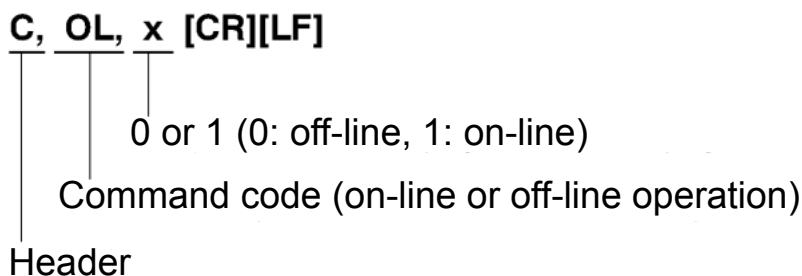 C, OL, x [CR][LF]
0 or 1 (0: off-line, 1: on-line)
Command code (on-line or off-line operation)
Header